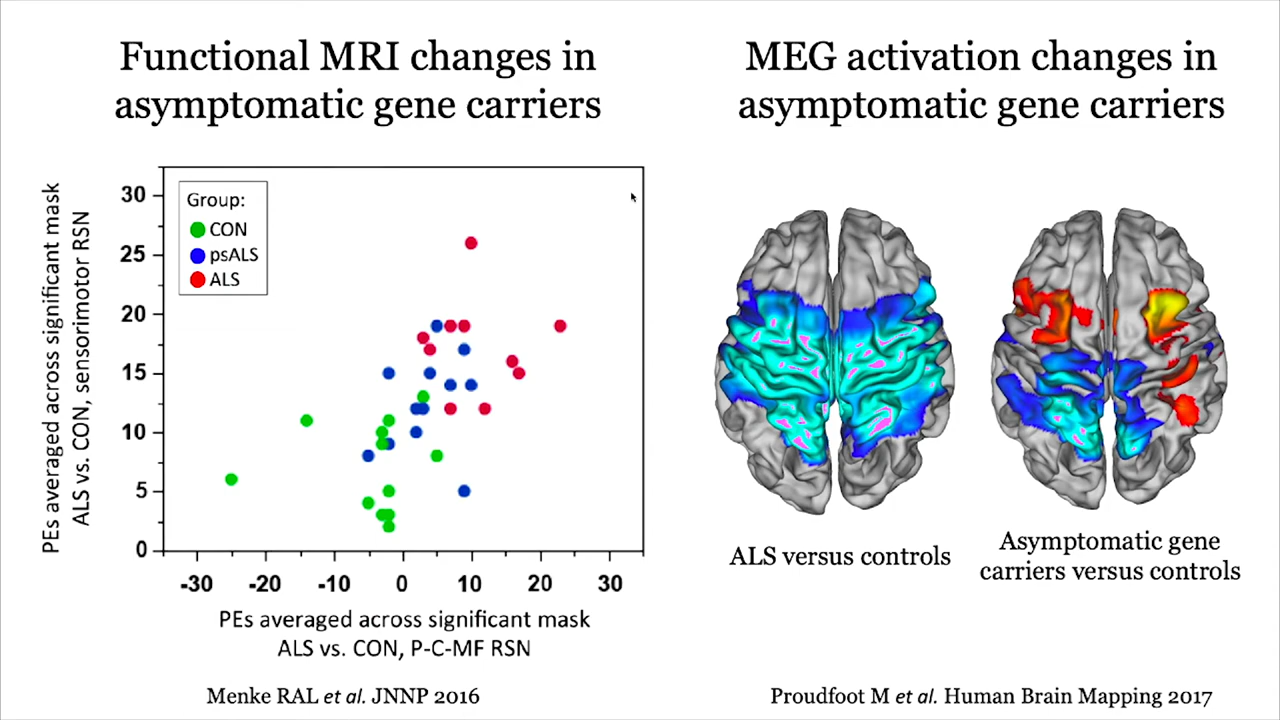 Functional MRI changes in
asymptomatic gene carriers
MEG activation changes in
asymptomatic gene carriers
PEs averaged across significant mask
ALS vs. CON, sensorimotor RSN
30
25
20
15
10
5
0
Group:
CON
psALS
ALS
-30
-20
-10
0
10
20
30
PEs averaged across significant mask
ALS vs. CON, P-C-MF RSN
ALS versus controls
Asymptomatic gene
carriers versus controls
Menke RAL et al. JNNP 2016
Proudfoot M et al. Human Brain Mapping 2017